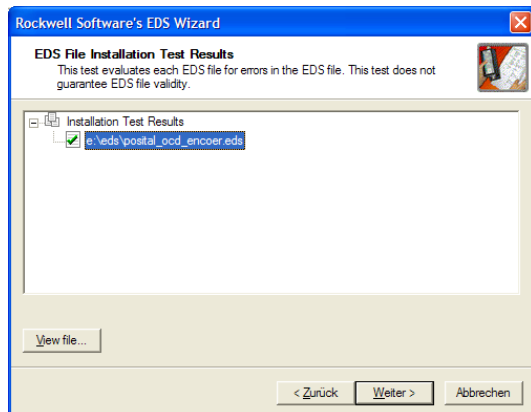 Rockwell Software's EDS Wizard
EDS File Installation Test Results
This test evaluates each EDS file for errors in the EDS file. This test does not
guarantee EDS file validity.
Installation Test Results
e:\eds\posital_ocd_encoer.eds
View file...
< Zurück
Weiter >
Abbrechen